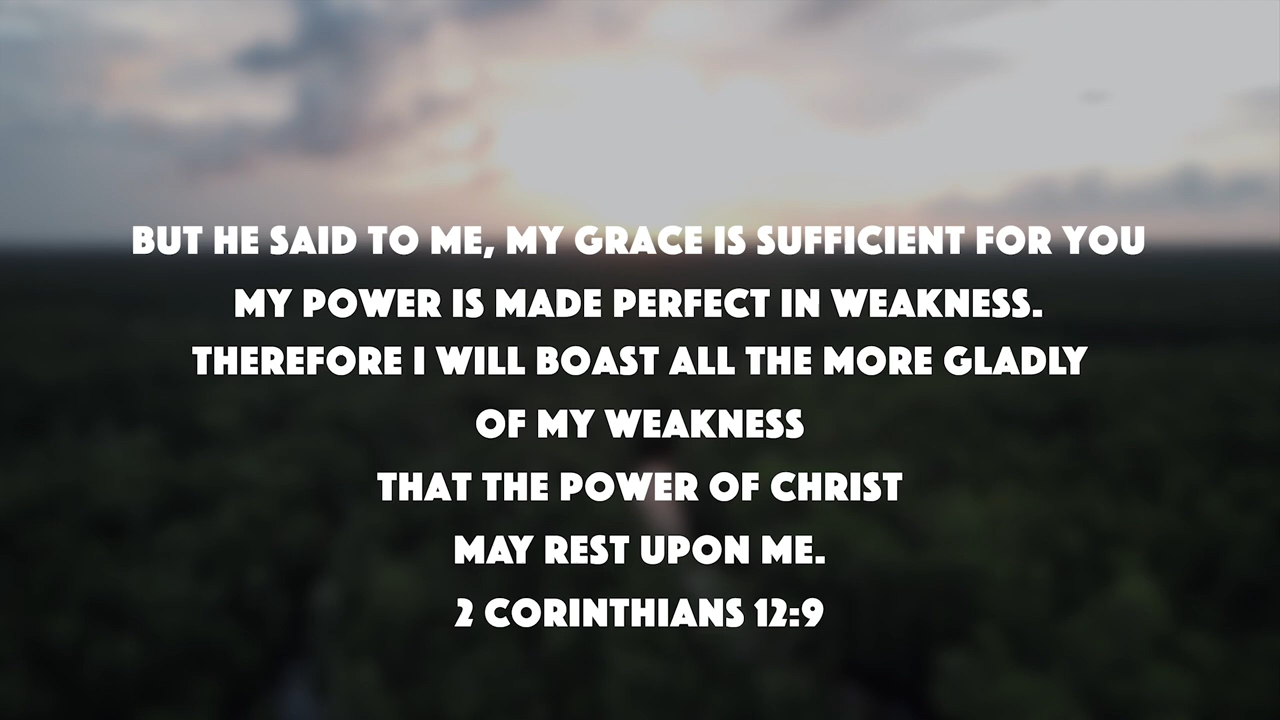 BUT HE SAID TO ME, MY GRACE IS SUFFICIENT FOR YOU
MY POWER IS MADE PERFECT IN WEAKNESS.
THEREFORE I WILL BOAST ALL THE MORE GLADLY
OF MY WEAKNESS
THAT THE POWER OF CHRIST
MAY REST UPON ME.
2 CORINTHIANS 12:9